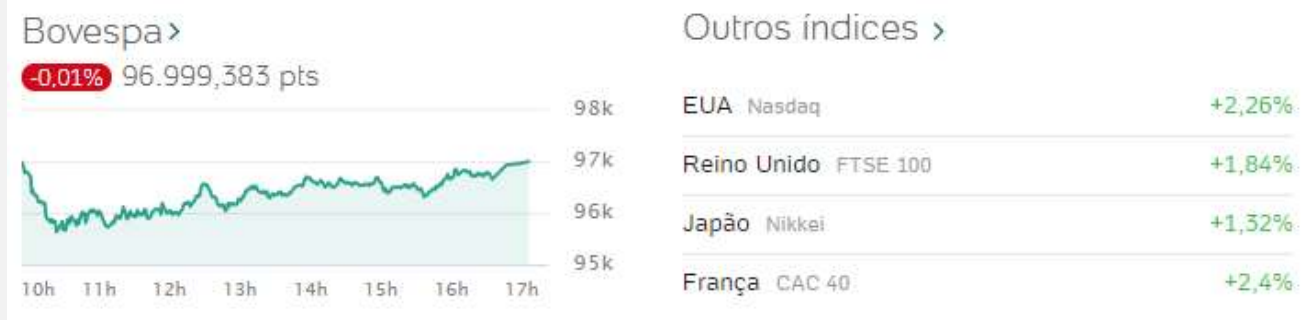 Bovespa >
-0,01% 96.999,383 pts
98k
97k
96k
95k
10h 11h 12h 13h 14h 15h 16h 17h
Outros índices >
EUA Nasdaq +2,26%
Reino Unido FTSE 100 +1,84%
Japão Nikkei +1,32%
França CAC 40 +2,4%